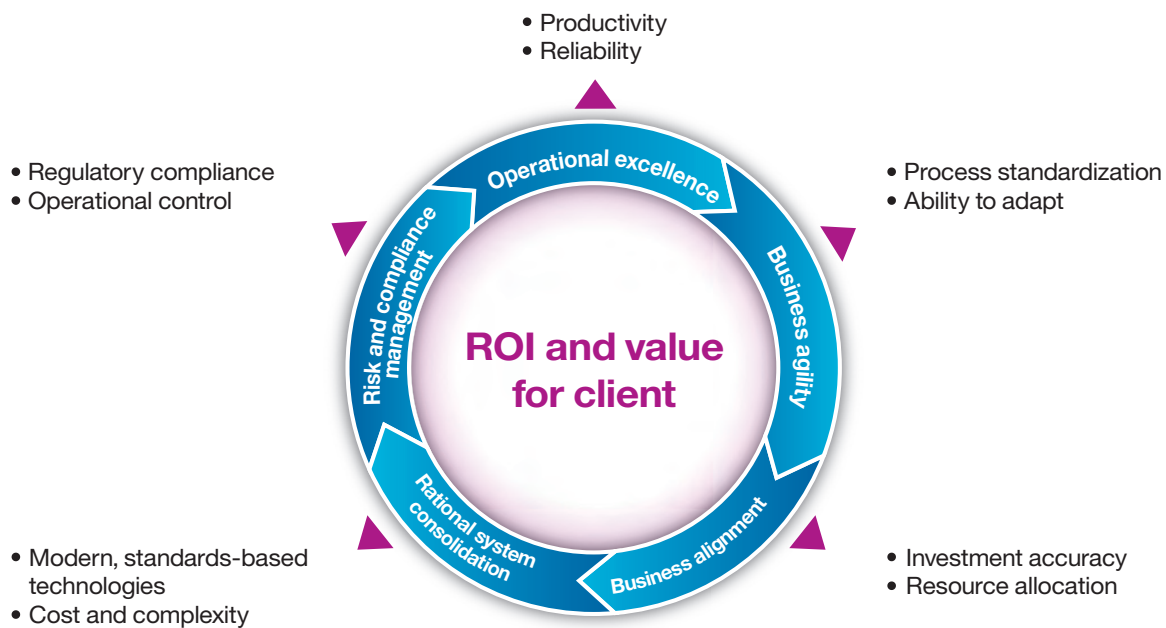 • Productivity
• Reliability
• Regulatory compliance
• Operational control
Operational excellence
• Process standardization
• Ability to adapt
Risk and compliance
management
Business agility
ROI and value
for client
Rational system
consolidation
Business alignment
• Modern, standards-based
technologies
• Cost and complexity
• Investment accuracy
• Resource allocation